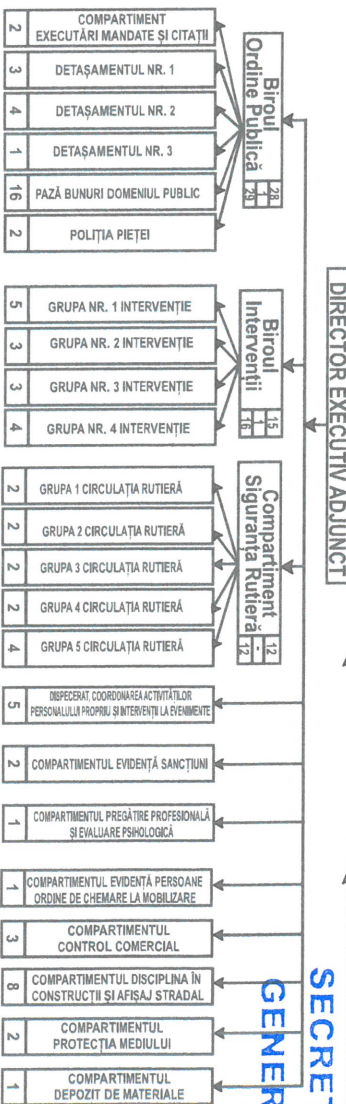 DIRECTOR EXECUTIV ADJUNCT
Biroul
Ordine Publică
28
1
29
2
COMPARTIMENT
EXECUTĂRI MANDATE ȘI CITAȚII
3
DETAȘAMENTUL NR. 1
4
DETAȘAMENTUL NR. 2
1
DETAȘAMENTUL NR. 3
16
PAZĂ BUNURI DOMENIUL PUBLIC
2
POLIȚIA PIEȚEI
Biroul
Intervenții
15
1
16
5
GRUPA NR. 1 INTERVENȚIE
3
GRUPA NR. 2 INTERVENȚIE
3
GRUPA NR. 3 INTERVENȚIE
4
GRUPA NR. 4 INTERVENȚIE
Compartiment
Siguranța Rutieră
12
-
12
2
GRUPA 1 CIRCULAȚIA RUTIERĂ
2
GRUPA 2 CIRCULAȚIA RUTIERĂ
2
GRUPA 3 CIRCULAȚIA RUTIERĂ
2
GRUPA 4 CIRCULAȚIA RUTIERĂ
4
GRUPA 5 CIRCULAȚIA RUTIERĂ
5
DISPECERAT, COORDONAREA ACTIVITĂȚILOR
PERSONALULUI PROPRIU ȘI INTERVENȚII LA EVENIMENTE
2
COMPARTIMENTUL EVIDENȚĂ SANCȚIUNI
1
COMPARTIMENTUL PREGĂTIRE PROFESIONALĂ
ȘI EVALUARE PSIHOLOGICĂ
1
COMPARTIMENTUL EVIDENȚĂ PERSOANE
ORDINE DE CHEMARE LA MOBILIZARE
3
COMPARTIMENTUL
CONTROL COMERCIAL
8
COMPARTIMENTUL DISCIPLINA ÎN
CONSTRUCȚII ȘI AFIȘAJ STRADAL
2
COMPARTIMENTUL
PROTECȚIA MEDIULUI
1
COMPARTIMENTUL
DEPOZIT DE MATERIALE
SECRET
GENER